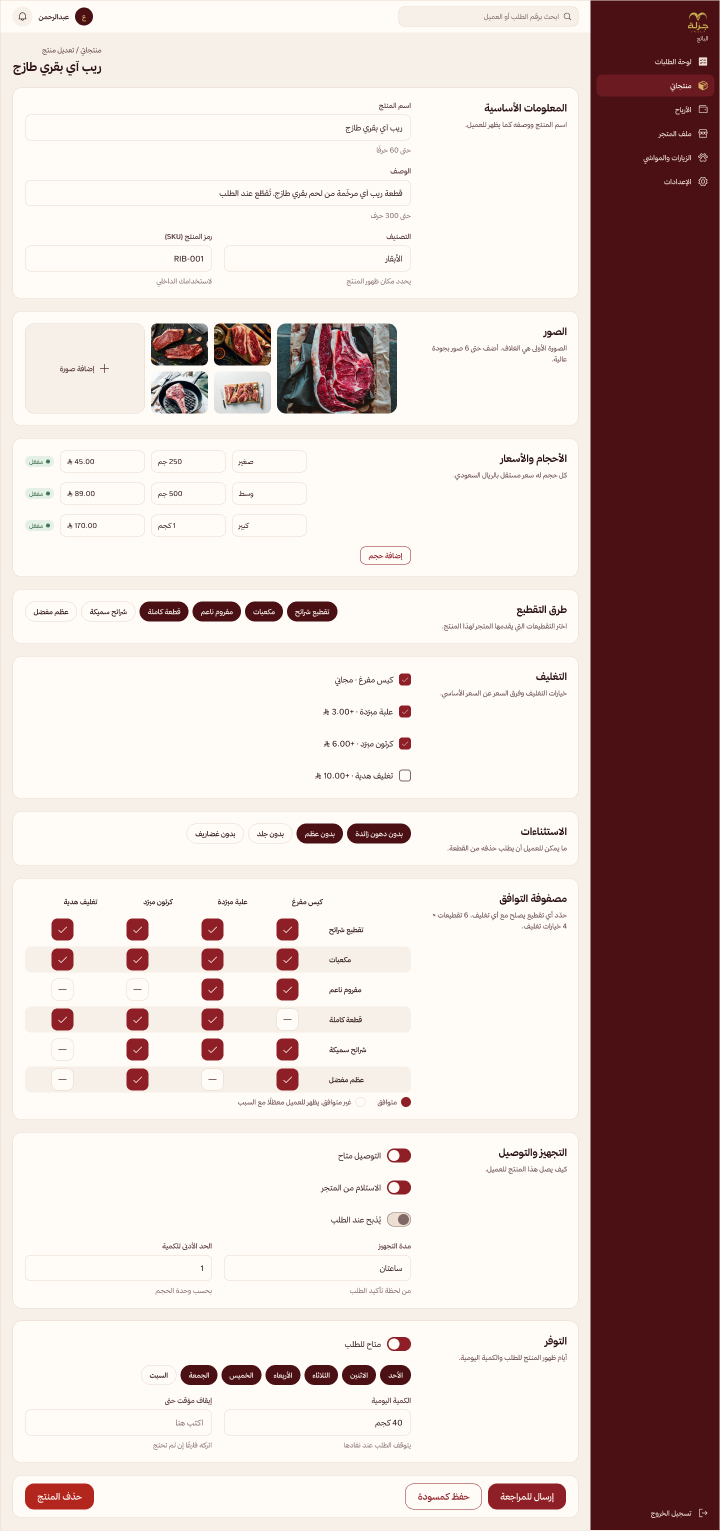 جزلة
البائع
لوحة الطلبات
منتجاتي
الأرباح
ملف المتجر
الزيارات والمواشي
الإعدادات
تسجيل الخروج
ابحث برقم الطلب أو العميل
ع
عبدالرحمن
منتجاتي / تعديل منتج
ريب آي بقري طازج
المعلومات الأساسية
اسم المنتج ووصفه كما يظهر للعميل.
اسم المنتج
ريب آي بقري طازج
حتى 60 حرفًا
الوصف
قطعة ريب آي مرخّمة من لحم بقري طازج، تُقطّع عند الطلب
حتى 300 حرف
التصنيف
رمز المنتج (SKU)
الأبقار
RIB-001
يحدد مكان ظهور المنتج
لاستخدامك الداخلي
الصور
الصورة الأولى هي الغلاف. أضف حتى 6 صور بجودة
عالية.
إضافة صورة
الأحجام والأسعار
كل حجم له سعر مستقل بالريال السعودي.
صغير 250 جم 45.00 مفعّل
وسط 500 جم 89.00 مفعّل
كبير 1 كجم 170.00 مفعّل
إضافة حجم
طرق التقطيع
اختر التقطيعات التي يقدمها المتجر لهذا المنتج.
تقطيع شرائح مكعبات مفروم ناعم قطعة كاملة شرائح سميكة عظم مفصل
التغليف
خيارات التغليف وفرق السعر عن السعر الأساسي.
كيس مفرغ · مجاني
علبة مبرّدة · +3.00
كرتون مبرّد · +6.00
تغليف هدية · +10.00
الاستثناءات
ما يمكن للعميل أن يطلب حذفه من القطعة.
بدون دهون زائدة بدون عظم بدون جلد بدون غضاريف
مصفوفة التوافق
حدّد أي تقطيع يصلح مع أي تغليف. 6 تقطيعات ×
4 خيارات تغليف.
كيس مفرغ علبة مبرّدة كرتون مبرّد تغليف هدية
تقطيع شرائح
مكعبات
مفروم ناعم
قطعة كاملة
شرائح سميكة
عظم مفصل
متوافق غير متوافق، يظهر للعميل معطّلًا مع السبب
التجهيز والتوصيل
كيف يصل هذا المنتج للعميل.
التوصيل متاح
الاستلام من المتجر
يُذبح عند الطلب
مدة التجهيز
الحد الأدنى للكمية
ساعتان
1
من لحظة تأكيد الطلب
بحسب وحدة الحجم
التوفر
أيام ظهور المنتج للطلب والكمية اليومية.
متاح للطلب
الأحد الاثنين الثلاثاء الأربعاء الخميس الجمعة السبت
الكمية اليومية
إيقاف مؤقت حتى
40 كجم
اكتب هنا
يتوقف الطلب عند نفادها
اتركه فارغًا إن لم تحتج
إرسال للمراجعة
حفظ كمسودة
حذف المنتج